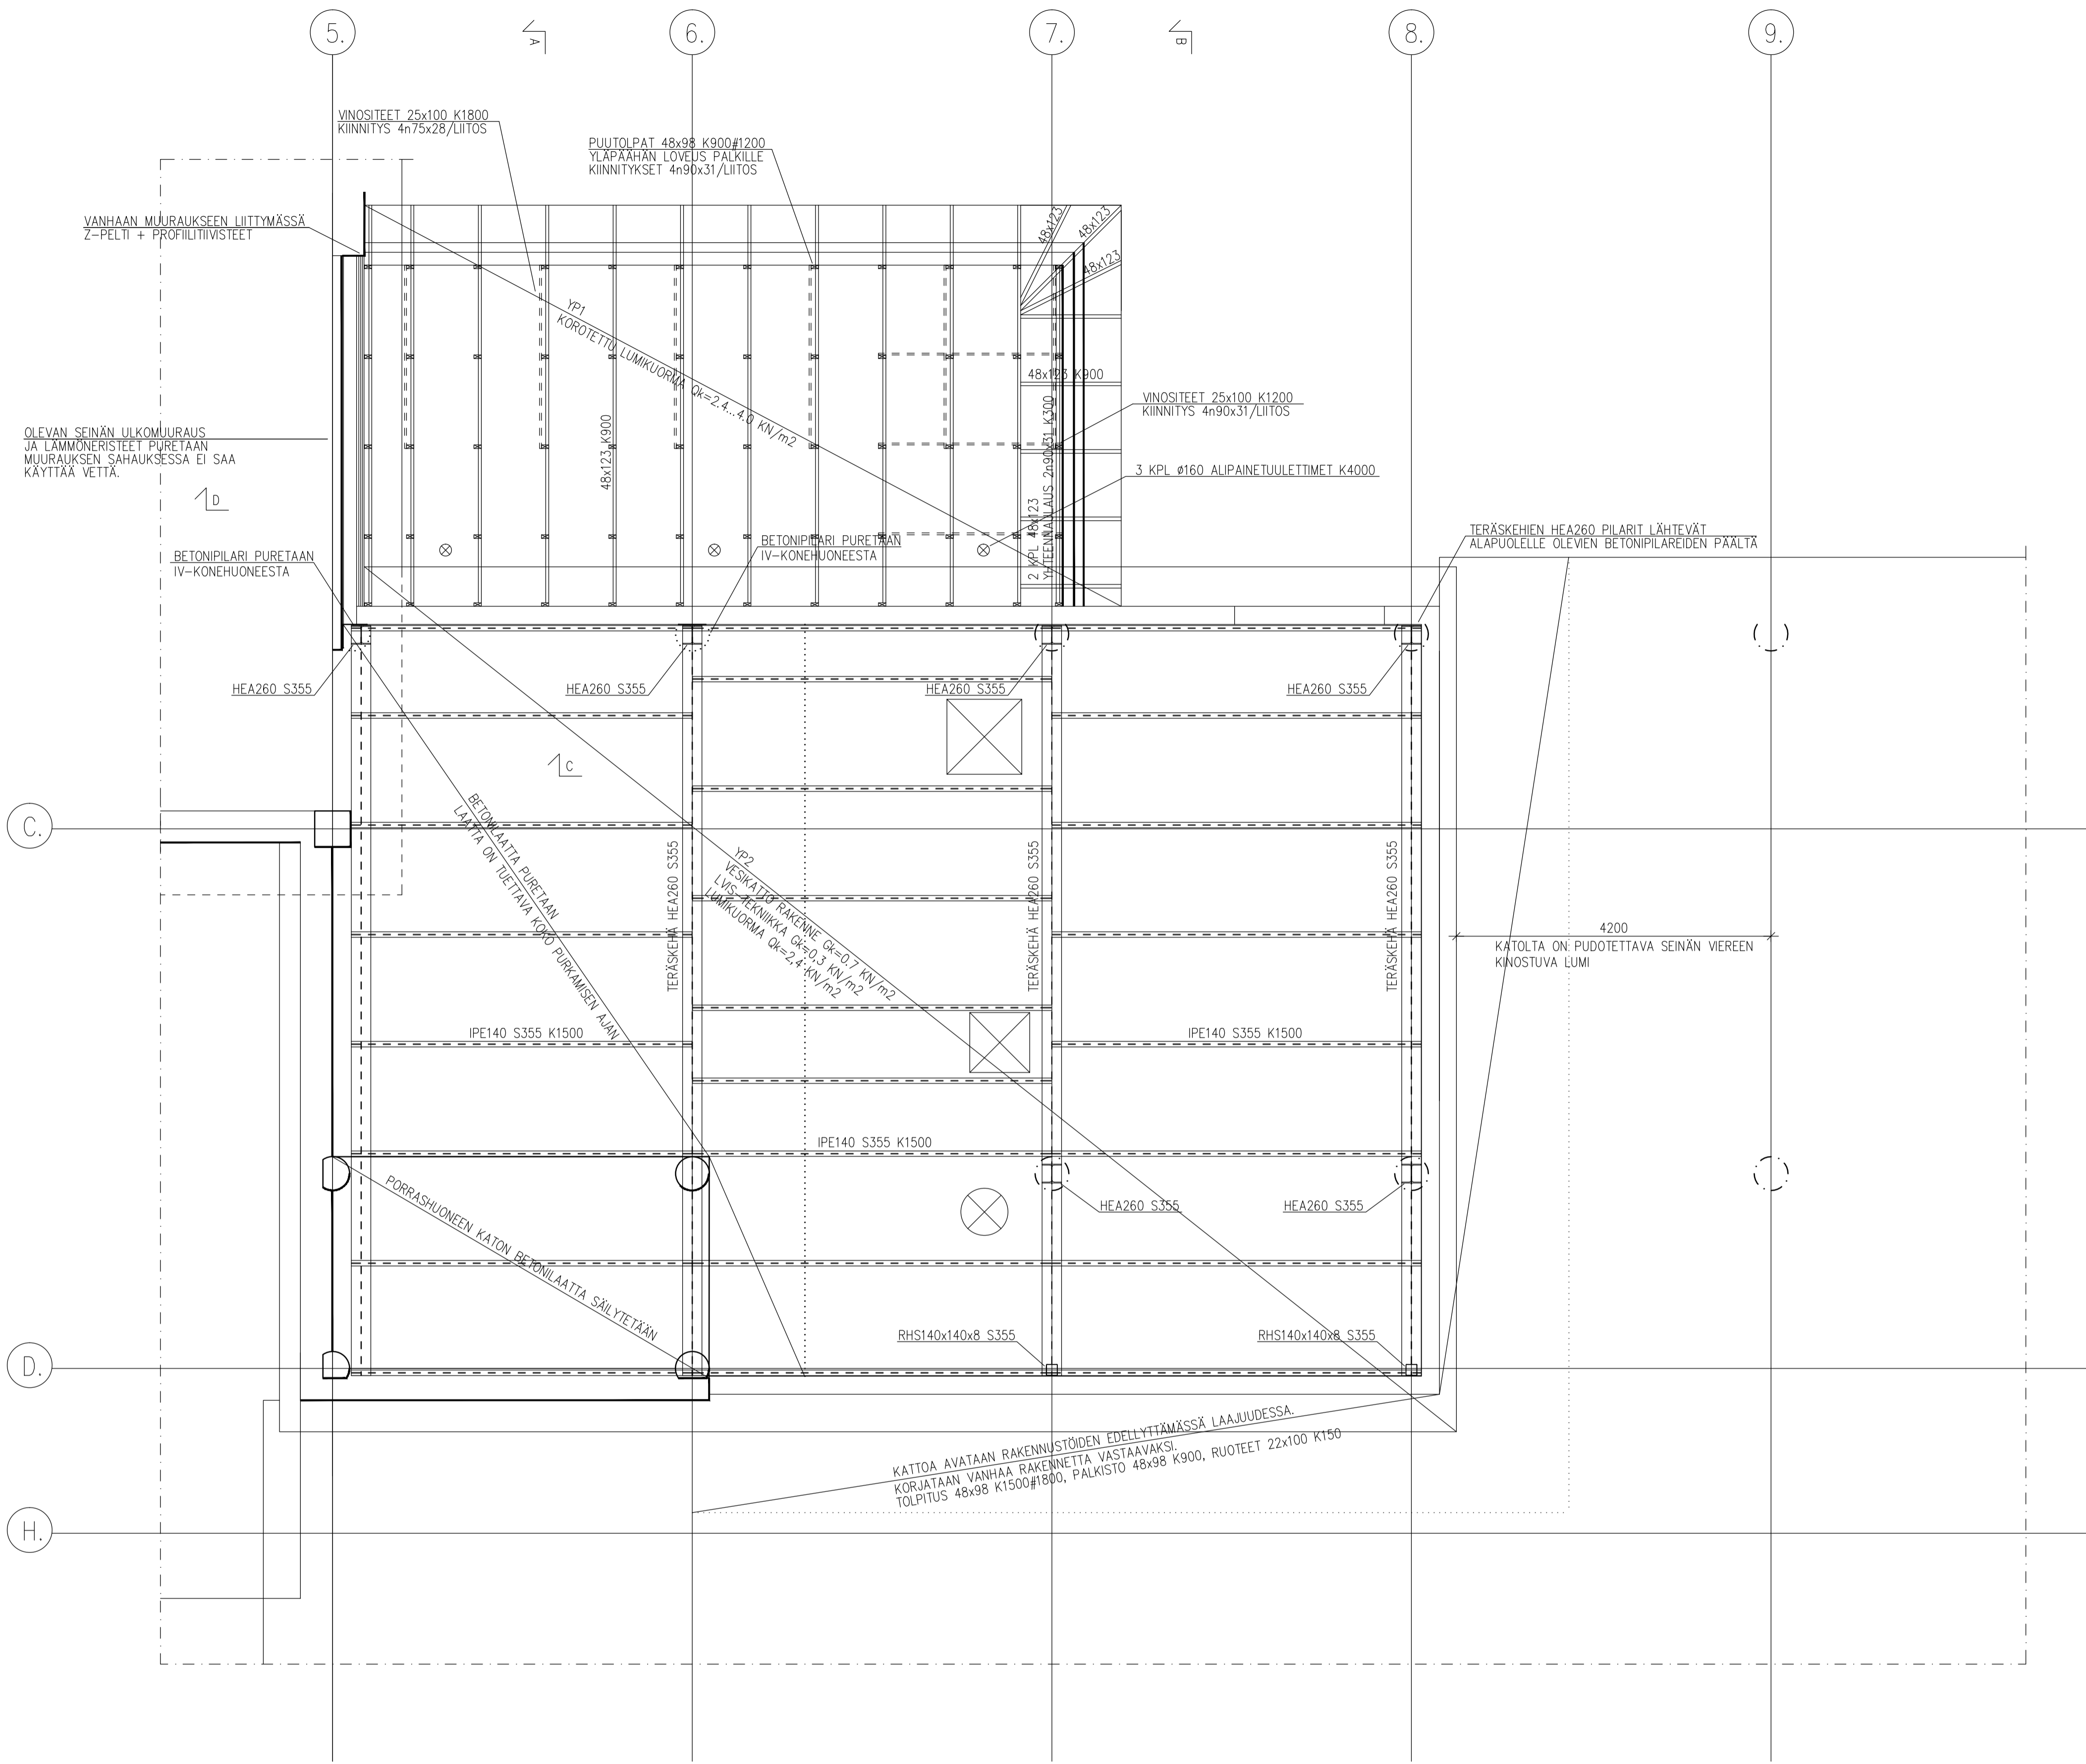 5.
6.
7.
8.
9.
A
B
VINOSITEET 25x100 K1800
KIINNITYS 4n75x28/LIITOS
PUUTOLPAT 48x98 K900#1200
YLÄPÄÄHÄN LOVEUS PALKILLE
KIINNITYKSET 4n90x31/LIITOS
VANHAAN MUURAUKSEEN LIITTYMÄSSÄ
Z-PELTI + PROFIILITIIVISTEET
48x123
48x123
48x123
YP1
KOROTETTU LUMIKUORMA Qk=2,4...4,0 KN/m2
48x123 K900
48x123 K900
VINOSITEET 25x100 K1200
KIINNITYS 4n90x31/LIITOS
OLEVAN SEINÄN ULKOMUURAUS
JA LÄMMÖNERISTEET PURETAAN
MUURAUKSEN SAHAUKSESSA EI SAA
KÄYTTÄÄ VETTÄ.
3 KPL ø160 ALIPAINETUULETTIMET K4000
2 KPL 48x123
YHTEENNAULAUS 2n90x31 K300
D
BETONIPILARI PURETAAN
IV-KONEHUONEESTA
BETONIPILARI PURETAAN
IV-KONEHUONEESTA
TERÄSKEHIEN HEA260 PILARIT LÄHTEVÄT
ALAPUOLELLE OLEVIEN BETONIPILAREIDEN PÄÄLTÄ
HEA260 S355
HEA260 S355
HEA260 S355
HEA260 S355
C
C.
BETONILAATTA PURETAAN
LAATTA ON TUETTAVA KOKO PURKAMISEN AJAN
TERÄSKEHÄ HEA260 S355
YP2
VESIKATTO RAKENNE Gk=0.7 KN/m2
LVIS-TEKNIIKKA Gk=0,3 KN/m2
LUMIKUORMA Qk=2,4 KN/m2
TERÄSKEHÄ HEA260 S355
TERÄSKEHÄ HEA260 S355
4200
KATOLTA ON PUDOTETTAVA SEINÄN VIEREEN
KINOSTUVA LUMI
IPE140 S355 K1500
IPE140 S355 K1500
IPE140 S355 K1500
PORRASHUONEEN KATON BETONILAATTA SÄILYTETÄÄN
HEA260 S355
HEA260 S355
RHS140x140x8 S355
RHS140x140x8 S355
D.
KATTOA AVATAAN RAKENNUSTÖIDEN EDELLYTTÄMÄSSÄ LAAJUUDESSA.
KORJATAAN VANHAA RAKENNETTA VASTAAVAKSI.
TOLPITUS 48x98 K1500#1800, PALKISTO 48x98 K900, RUOTEET 22x100 K150
H.